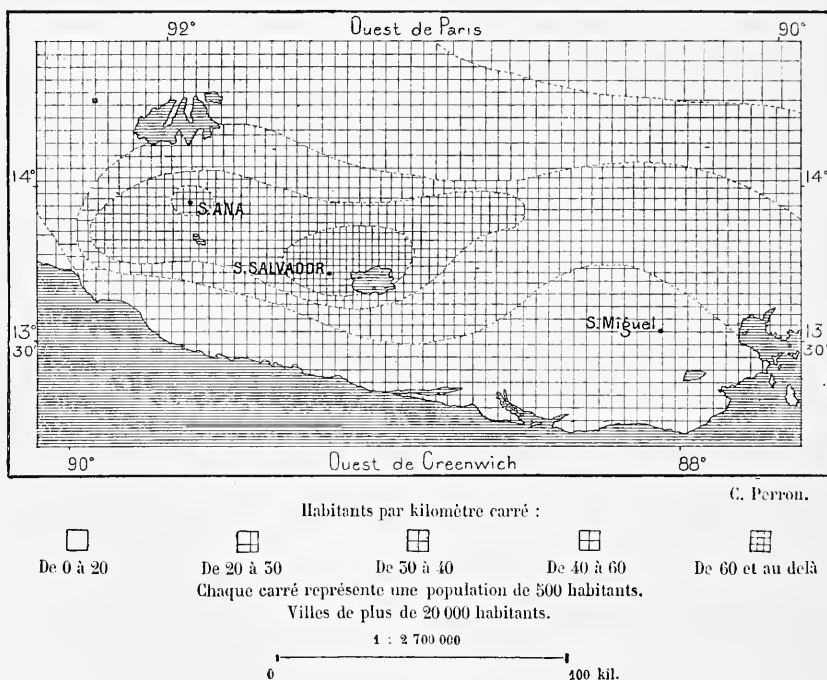 92° Ouest de Paris 90°
14° 14°
S. ANA
S. SALVADOR
S. Miguel
13° 13°
30' 30'
90° Ouest de Greenwich 88°
C. Perron.
Habitants par kilomètre carré :
De 0 à 20 De 20 à 30 De 30 à 40 De 40 à 60 De 60 et au delà
Chaque carré représente une population de 500 habitants.
Villes de plus de 20 000 habitants.
1 : 2 700 000
0 100 kil.